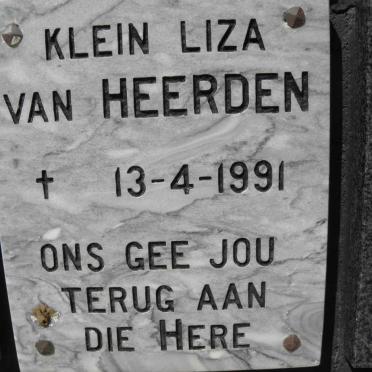 KLEIN LIZA
VAN HEERDEN
† 13-4-1991
ONS GEE JOU
TERUG AAN
DIE HERE